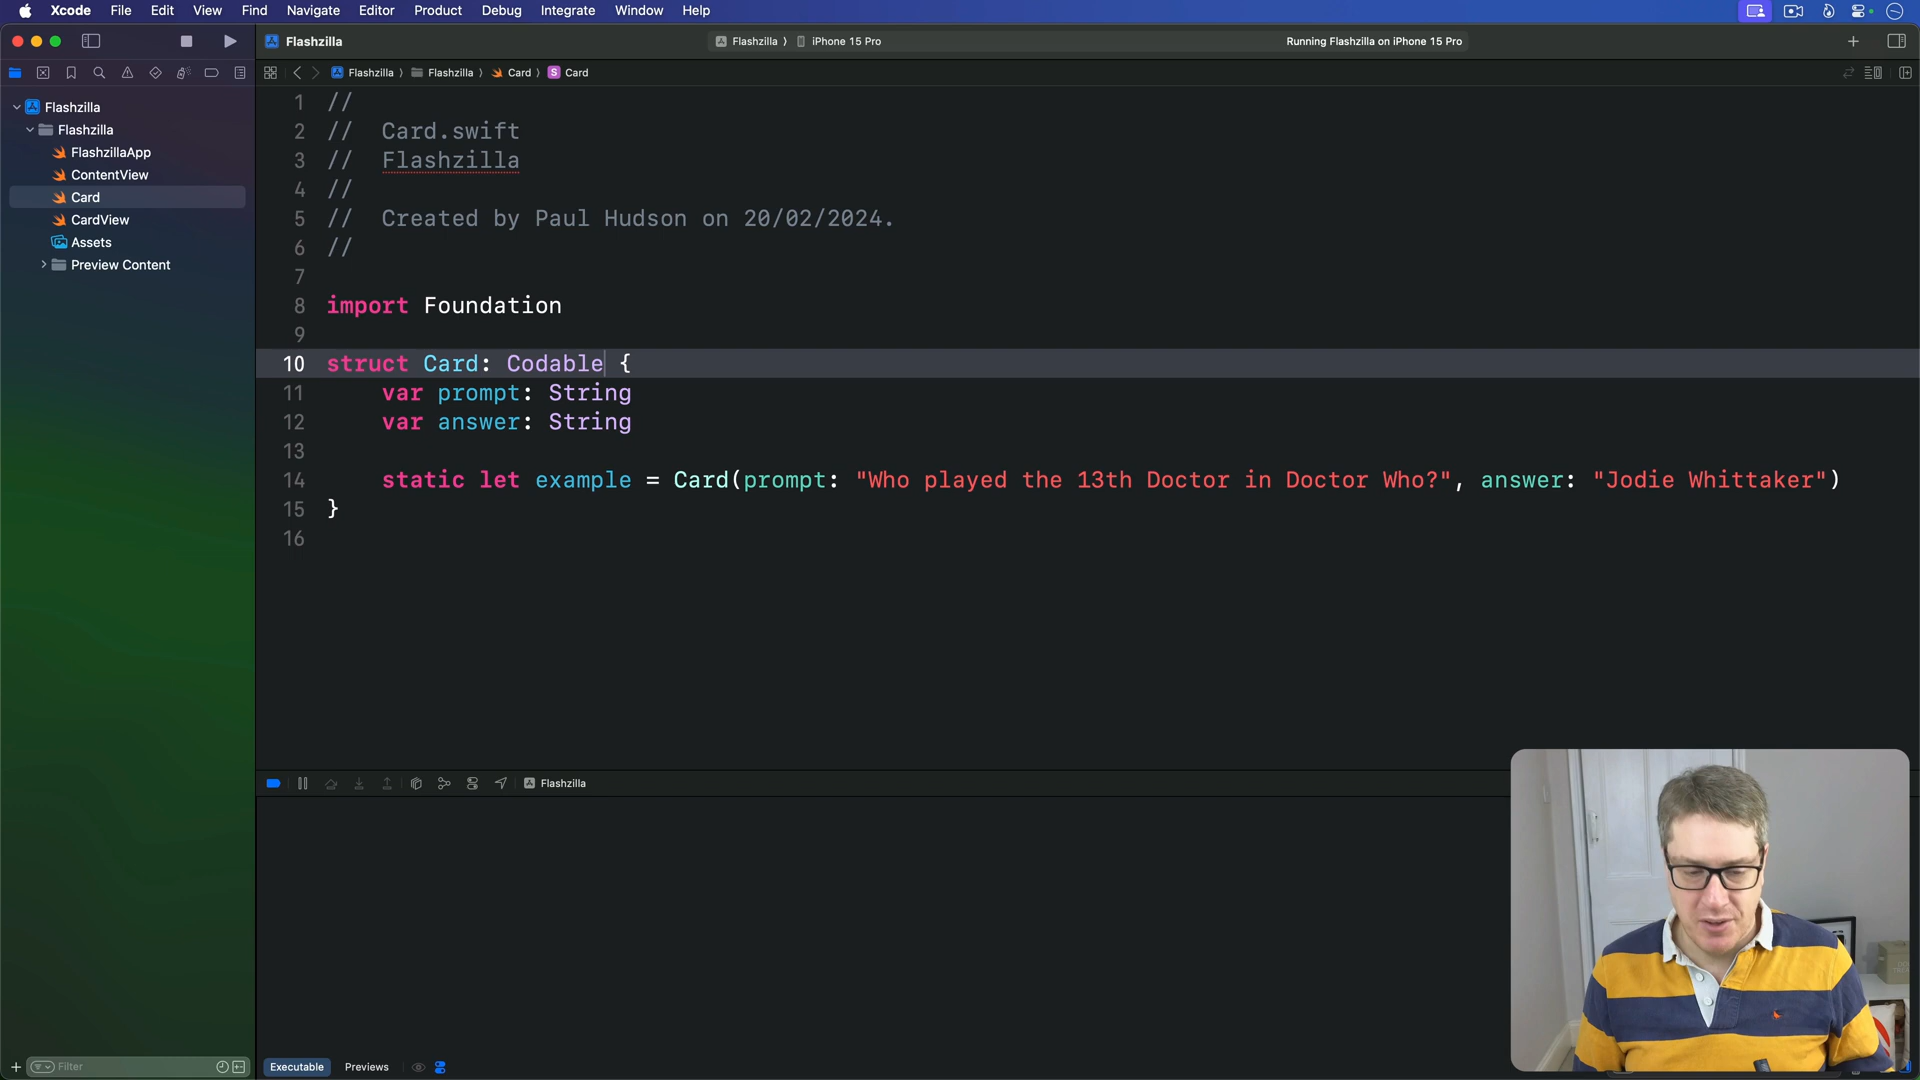 Xcode File Edit View Find Navigate Editor Product Debug Integrate Window Help
Flashzilla
Flashzilla
iPhone 15 Pro
Running Flashzilla on iPhone 15 Pro
Flashzilla
Flashzilla
Card
Card
Flashzilla
Flashzilla
FlashzillaApp
ContentView
Card
CardView
Assets
Preview Content
1 //
2 // Card.swift
3 // Flashzilla
4 //
5 // Created by Paul Hudson on 20/02/2024.
6 //
7
8 import Foundation
9
10 struct Card: Codable {
11 var prompt: String
12 var answer: String
13
14 static let example = Card(prompt: "Who played the 13th Doctor in Doctor Who?", answer: "Jodie Whittaker")
15 }
16
Flashzilla
Filter
Executable
Previews